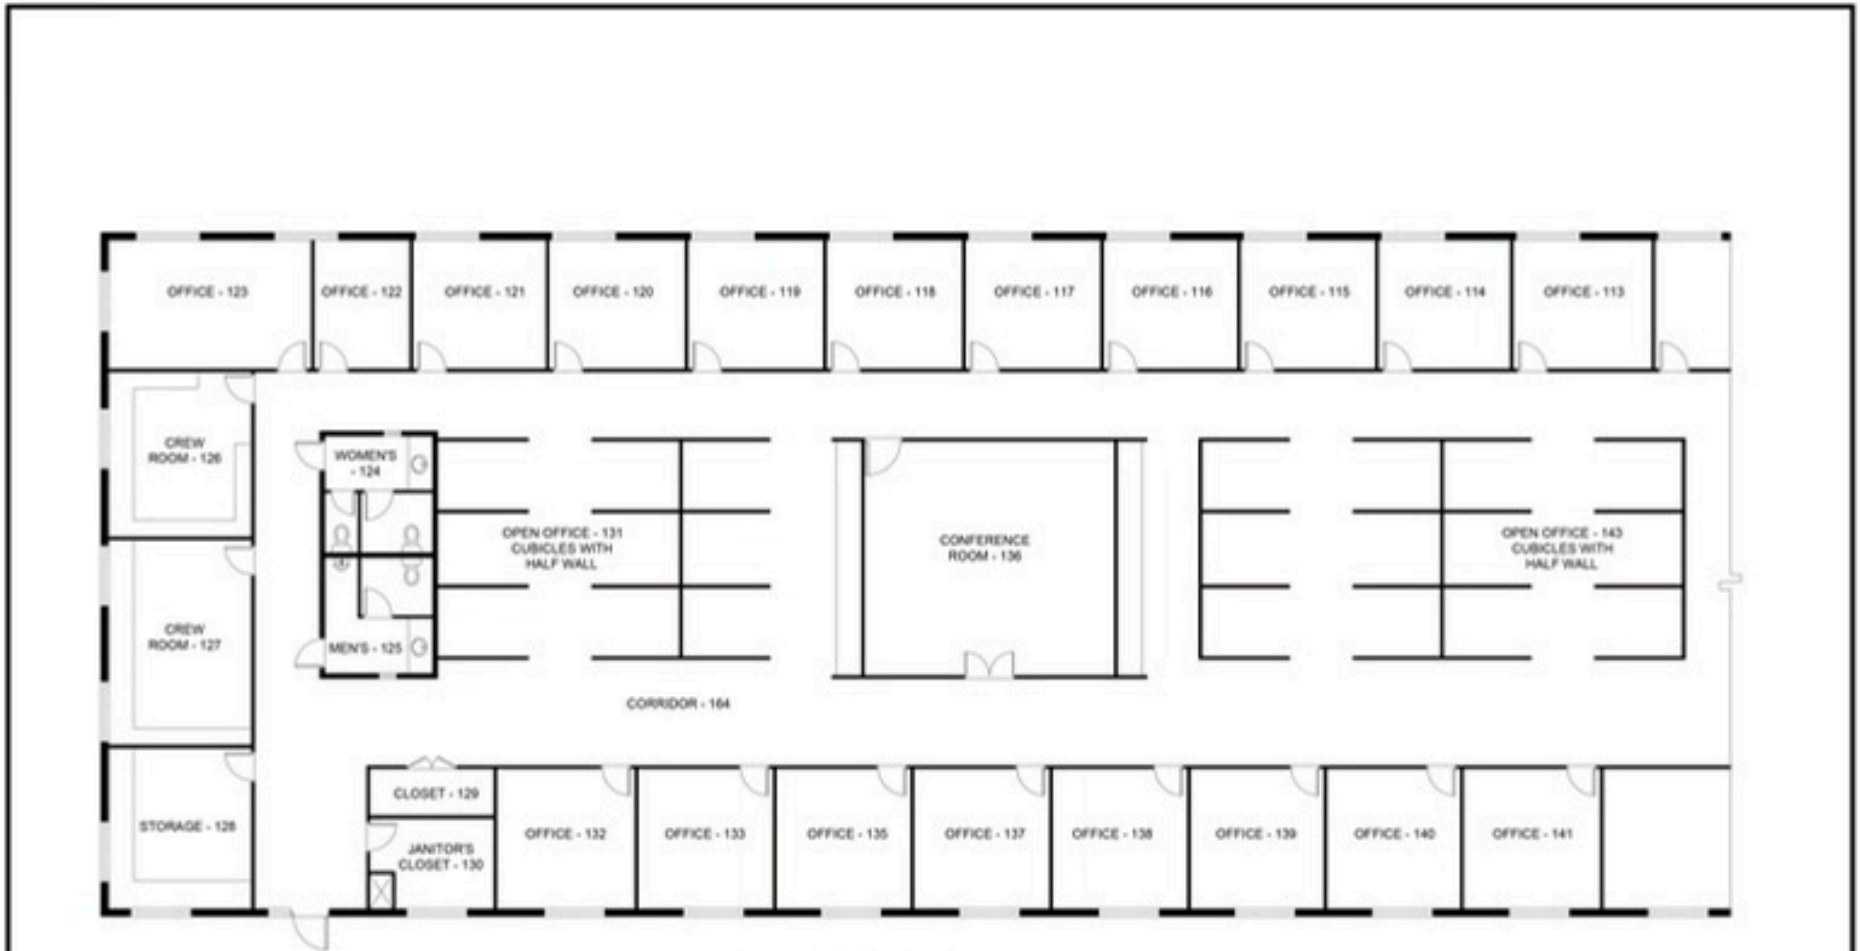 OFFICE - 123
OFFICE - 122
OFFICE - 121
OFFICE - 120
OFFICE - 119
OFFICE - 118
OFFICE - 117
OFFICE - 116
OFFICE - 115
OFFICE - 114
OFFICE - 113
CREW
ROOM - 126
WOMEN'S
- 124
OPEN OFFICE - 131
CUBICLES WITH
HALF WALL
CONFERENCE
ROOM - 136
OPEN OFFICE - 143
CUBICLES WITH
HALF WALL
CREW
ROOM - 127
MEN'S - 125
CORRIDOR - 164
STORAGE - 128
CLOSET - 129
JANITOR'S
CLOSET - 130
OFFICE - 132
OFFICE - 133
OFFICE - 135
OFFICE - 137
OFFICE - 138
OFFICE - 139
OFFICE - 140
OFFICE - 141